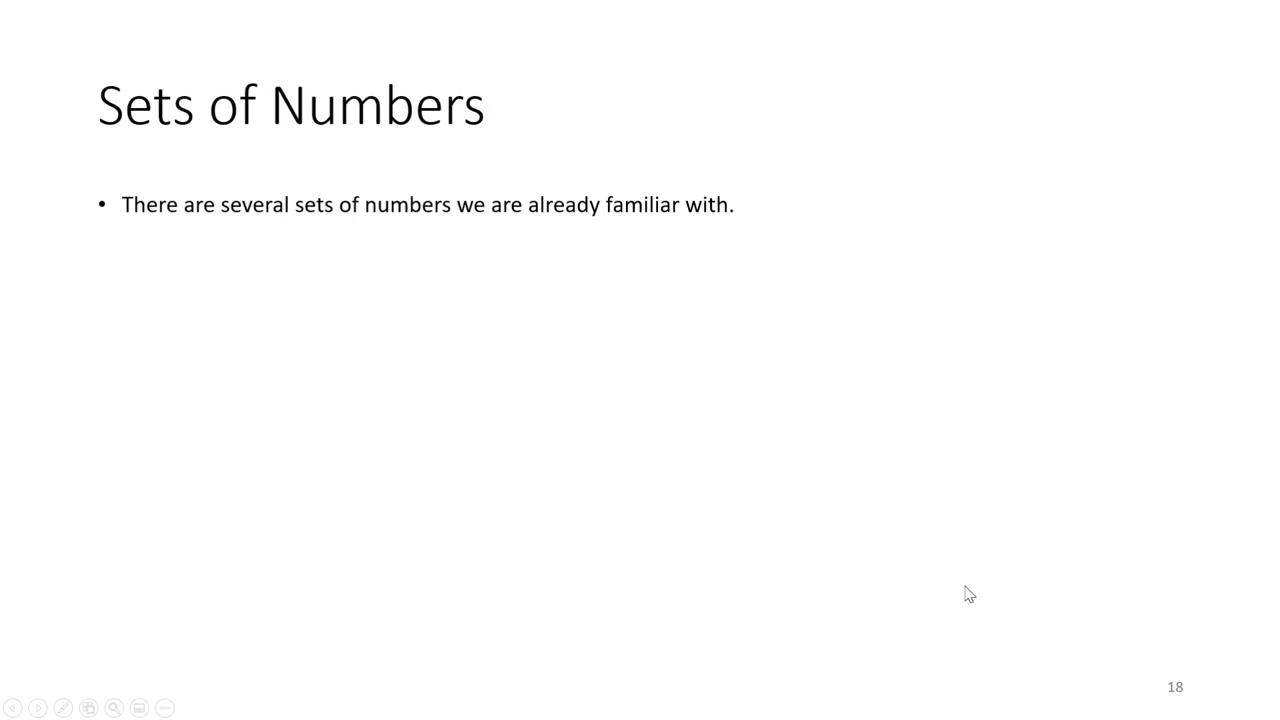 Sets of Numbers
• There are several sets of numbers we are already familiar with.
18